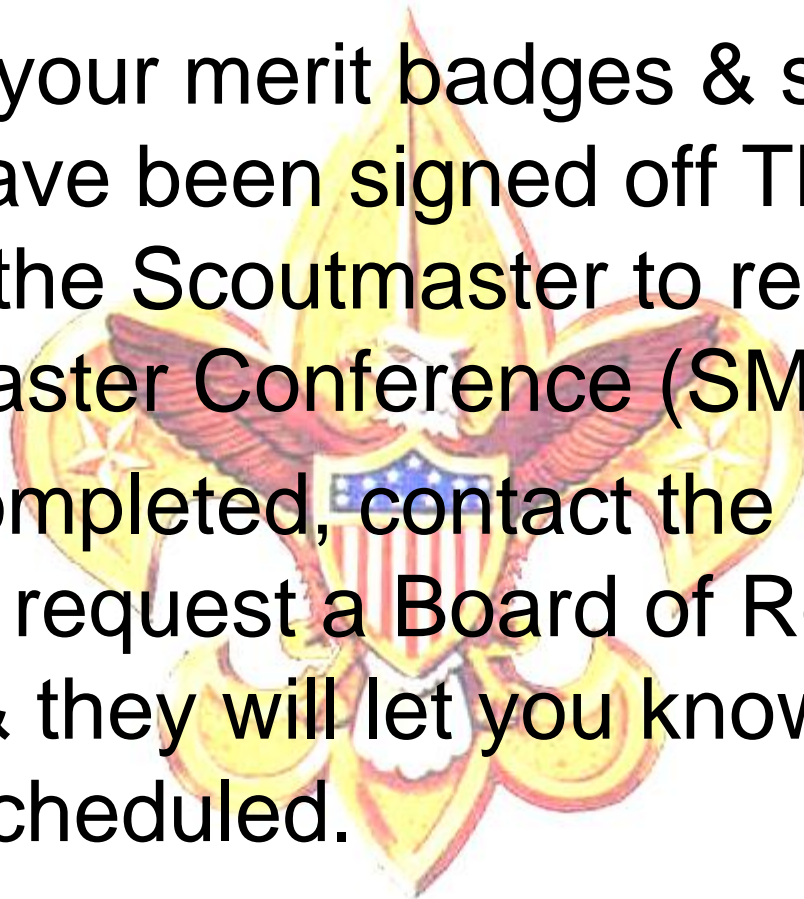 your merit badges & s
ave been signed off Th
the Scoutmaster to re
aster Conference (SM
ompleted, contact the
request a Board of R
& they will let you know
cheduled.